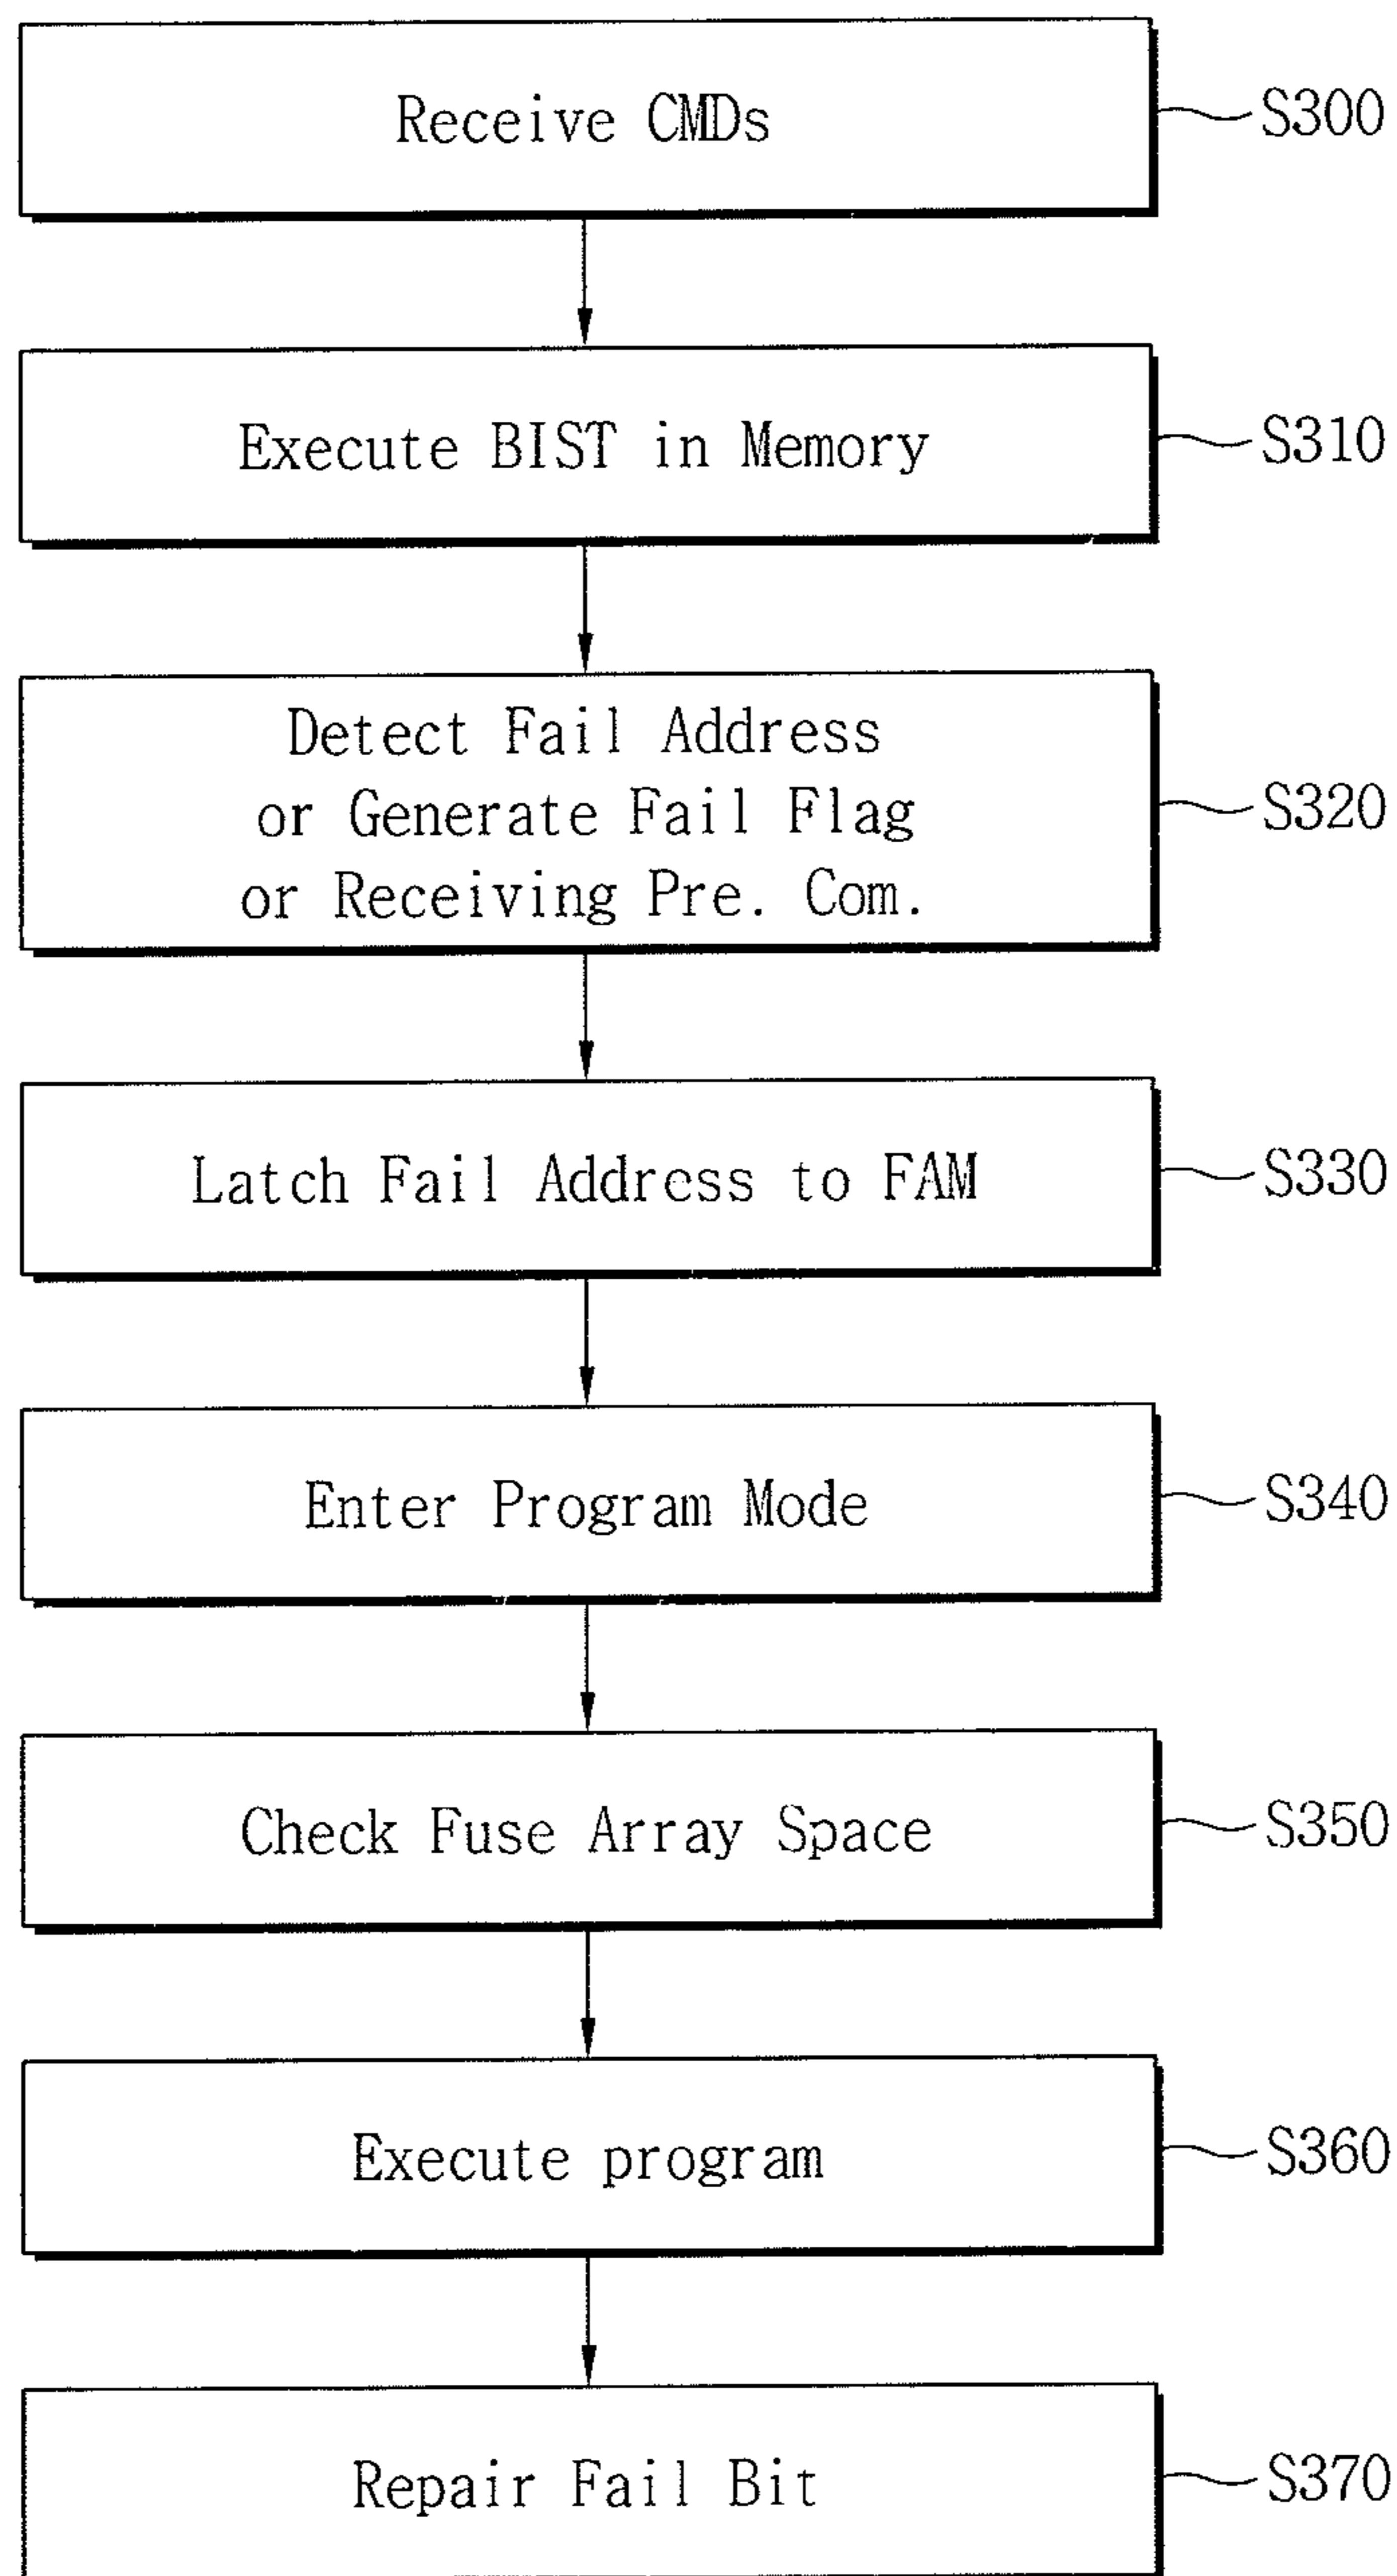 Receive CMDs
S300
Execute BIST in Memory
S310
Detect Fail Address
or Generate Fail Flag
or Receiving Pre. Com.
S320
Latch Fail Address to FAM
S330
Enter Program Mode
S340
Check Fuse Array Space
S350
Execute program
S360
Repair Fail Bit
S370